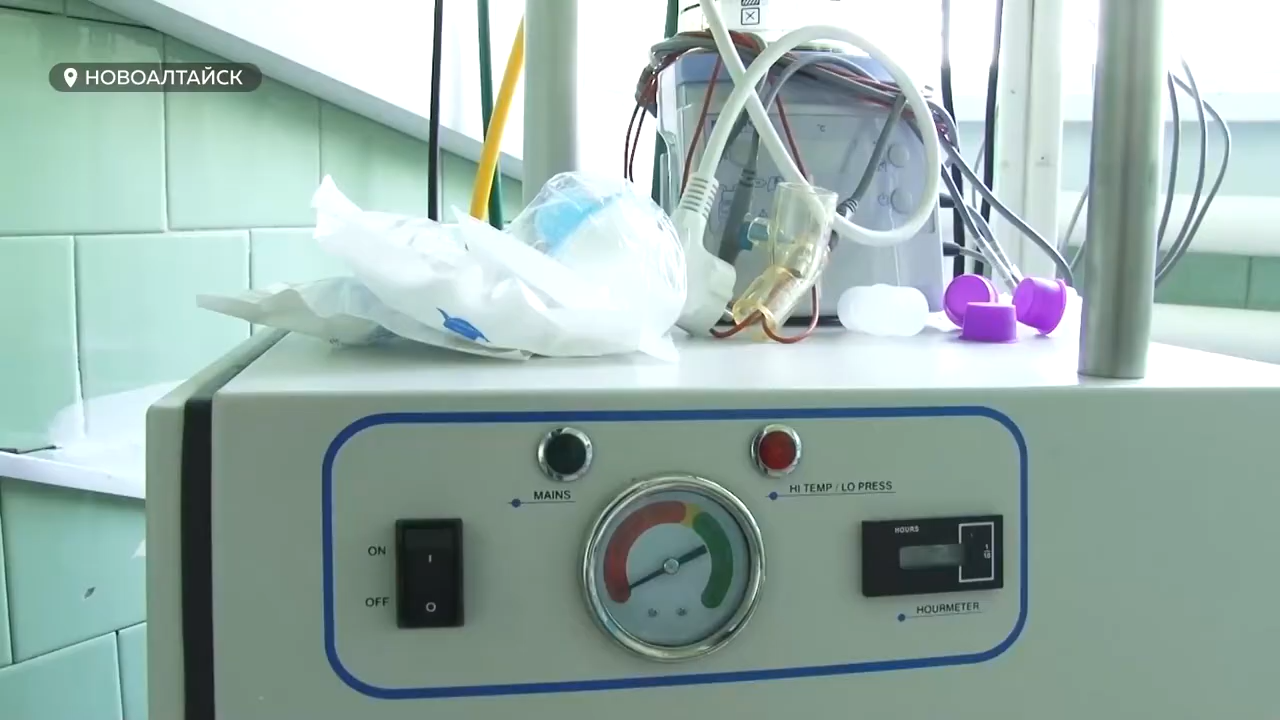 НОВОАЛТАЙСК
°C
MAINS
HI TEMP / LO PRESS
ON
I
OFF
O
HOURS
HOURMETER